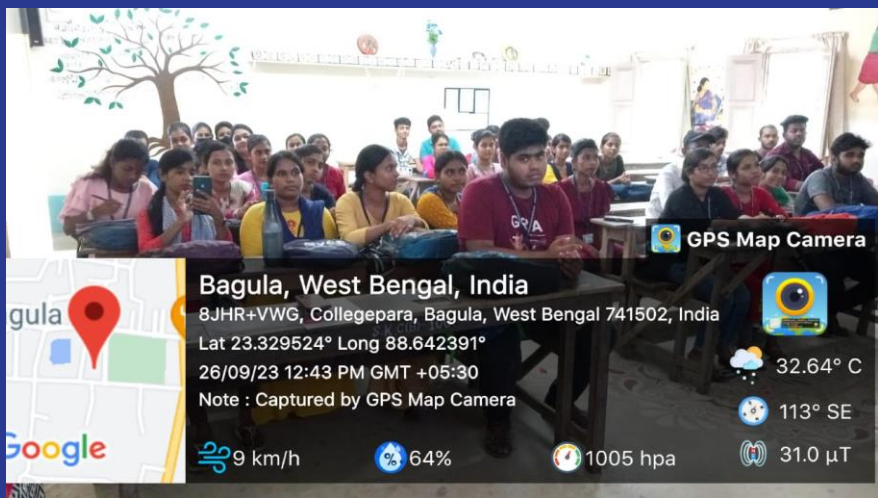 GPS Map Camera
Bagula, West Bengal, India
8JHR+VWG, Collegepara, Bagula, West Bengal 741502, India
Lat 23.329524° Long 88.642391°
26/09/23 12:43 PM GMT +05:30
Note : Captured by GPS Map Camera
gula
Google
32.64° C
113° SE
31.0 µT
9 km/h
64%
1005 hpa